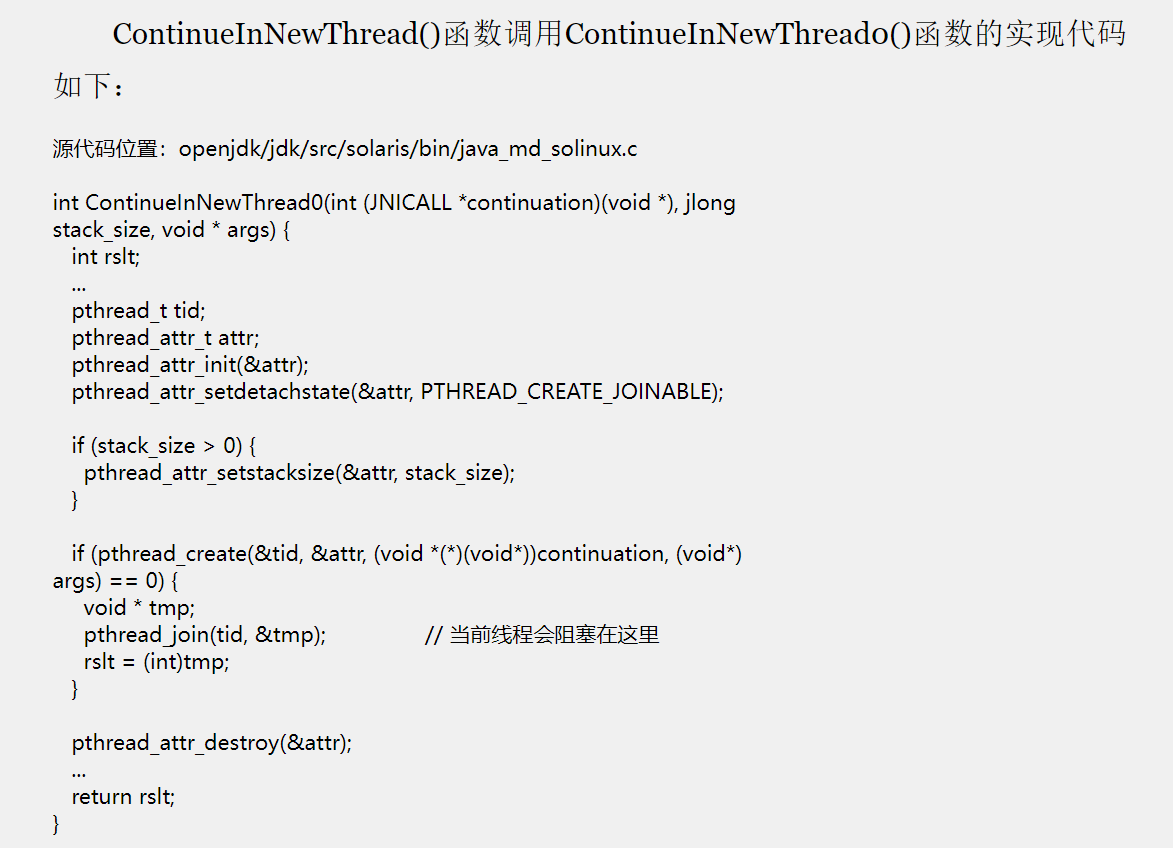 ContinueInNewThread()函数调用ContinueInNewThread0()函数的实现代码
如下：
源代码位置：openjdk/jdk/src/solaris/bin/java_md_solinux.c
int ContinueInNewThread0(int (JNICALL *continuation)(void *), jlong
stack_size, void * args) {
int rslt;
...
pthread_t tid;
pthread_attr_t attr;
pthread_attr_init(&attr);
pthread_attr_setdetachstate(&attr, PTHREAD_CREATE_JOINABLE);
if (stack_size > 0) {
pthread_attr_setstacksize(&attr, stack_size);
}
if (pthread_create(&tid, &attr, (void *(*)(void*))continuation, (void*)
args) == 0) {
void * tmp;
pthread_join(tid, &tmp); // 当前线程会阻塞在这里
rslt = (int)tmp;
}
pthread_attr_destroy(&attr);
...
return rslt;
}